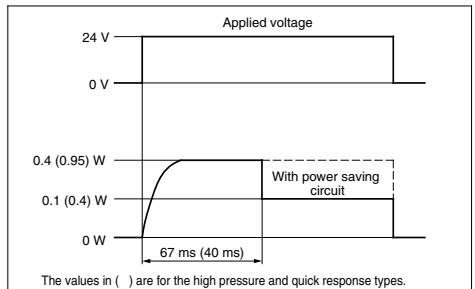 Applied voltage
24 V
0 V
0.4 (0.95) W
With power saving
circuit
0.1 (0.4) W
0 W
67 ms (40 ms)
The values in (  ) are for the high pressure and quick response types.